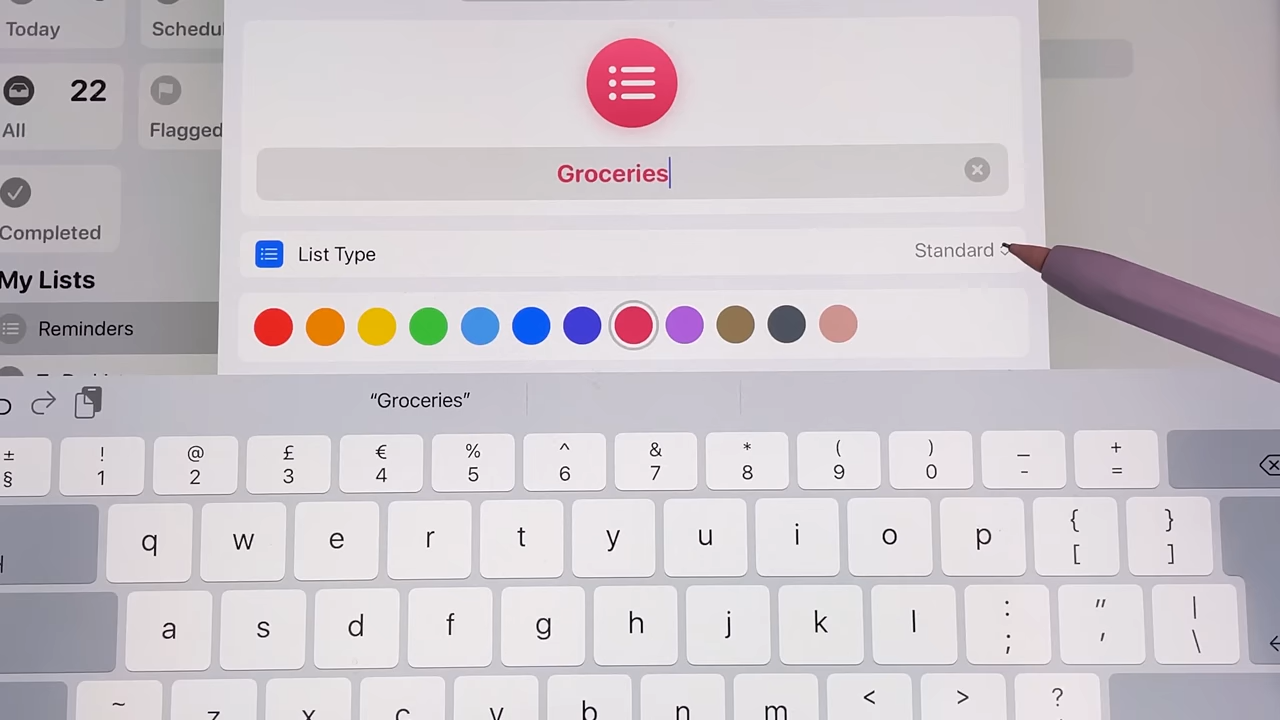 Today
Schedul
22
All
Flagged
Completed
My Lists
Reminders
Groceries
List Type
Standard
“Groceries”
± ! @ £ € % ^ & * ( ) _ +
§ 1 2 3 4 5 6 7 8 9 0 - =
q w e r t y u i o p { }
[ ]
a s d f g h j k l : " |
; ' \
~ z x c v b n m < > ?